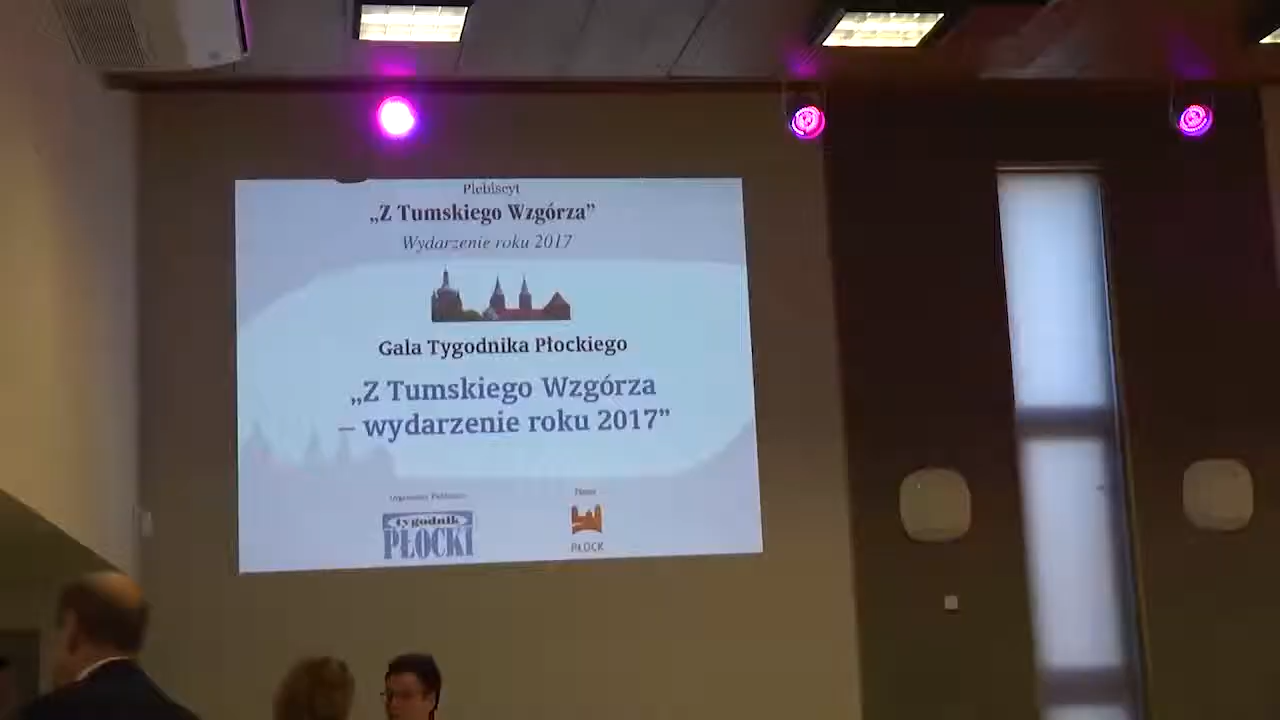 Plebiscyt
„Z Tumskiego Wzgórza”
Wydarzenie roku 2017
Gala Tygodnika Płockiego
„Z Tumskiego Wzgórza
– wydarzenie roku 2017”
tygodnik
PŁOCKI
PŁOCK